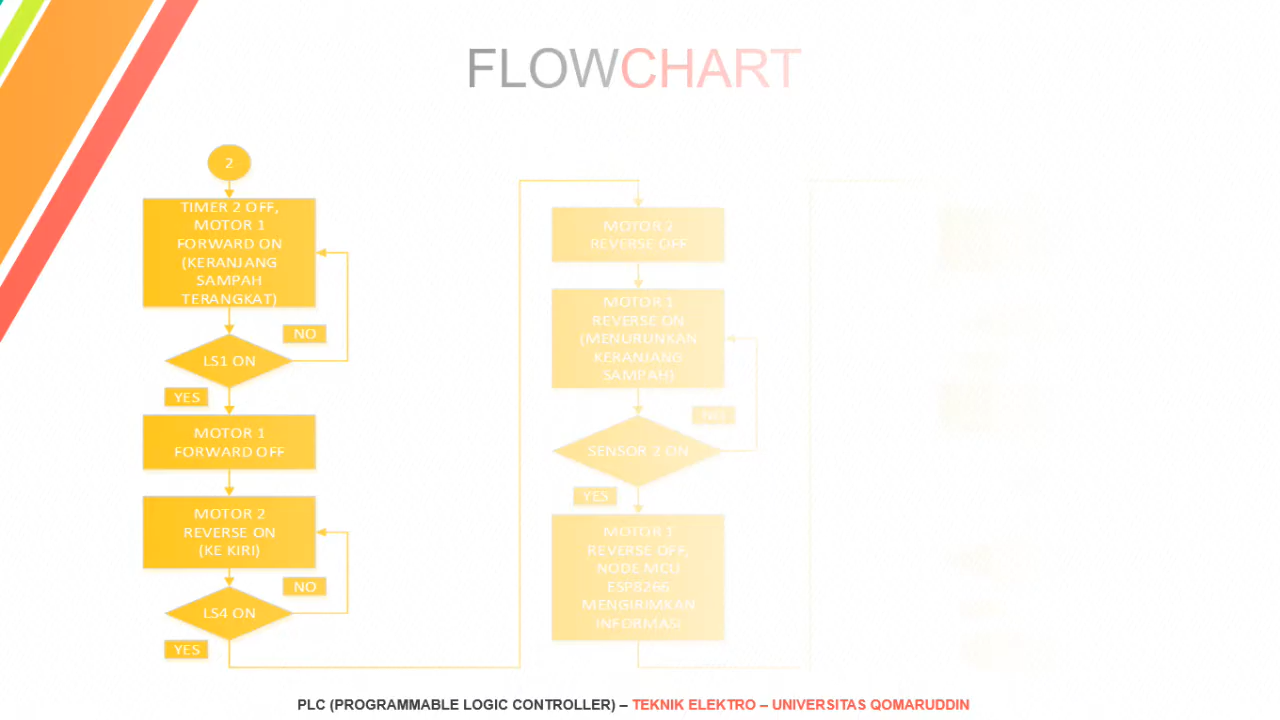 FLOWCHART
2
TIMER 2 OFF,
MOTOR 1
FORWARD ON
(KERANJANG
SAMPAH
TERANGKAT)
NO
LS1 ON
YES
MOTOR 1
FORWARD OFF
MOTOR 2
REVERSE ON
(KE KIRI)
NO
LS4 ON
YES
MOTOR 2
REVERSE OFF
MOTOR 1
REVERSE ON
(MENURUNKAN
KERANJANG
SAMPAH)
NO
SENSOR 2 ON
YES
MOTOR 1
REVERSE OFF,
NODE MCU
ESP8266
MENGIRIMKAN
INFORMASI
PLC (PROGRAMMABLE LOGIC CONTROLLER) – TEKNIK ELEKTRO – UNIVERSITAS QOMARUDDIN